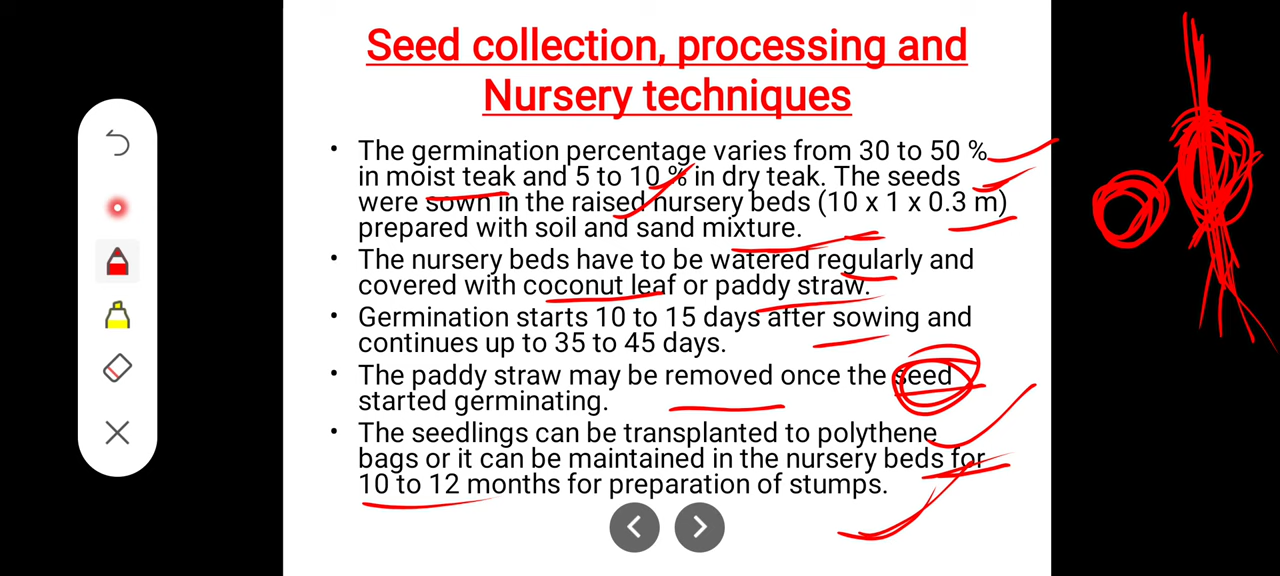 Seed collection, processing and
Nursery techniques
• The germination percentage varies from 30 to 50 %
in moist teak and 5 to 10 % in dry teak. The seeds
were sown in the raised nursery beds (10 x 1 x 0.3 m)
prepared with soil and sand mixture.
• The nursery beds have to be watered regularly and
covered with coconut leaf or paddy straw.
• Germination starts 10 to 15 days after sowing and
continues up to 35 to 45 days.
• The paddy straw may be removed once the seed
started germinating.
• The seedlings can be transplanted to polythene
bags or it can be maintained in the nursery beds for
10 to 12 months for preparation of stumps.